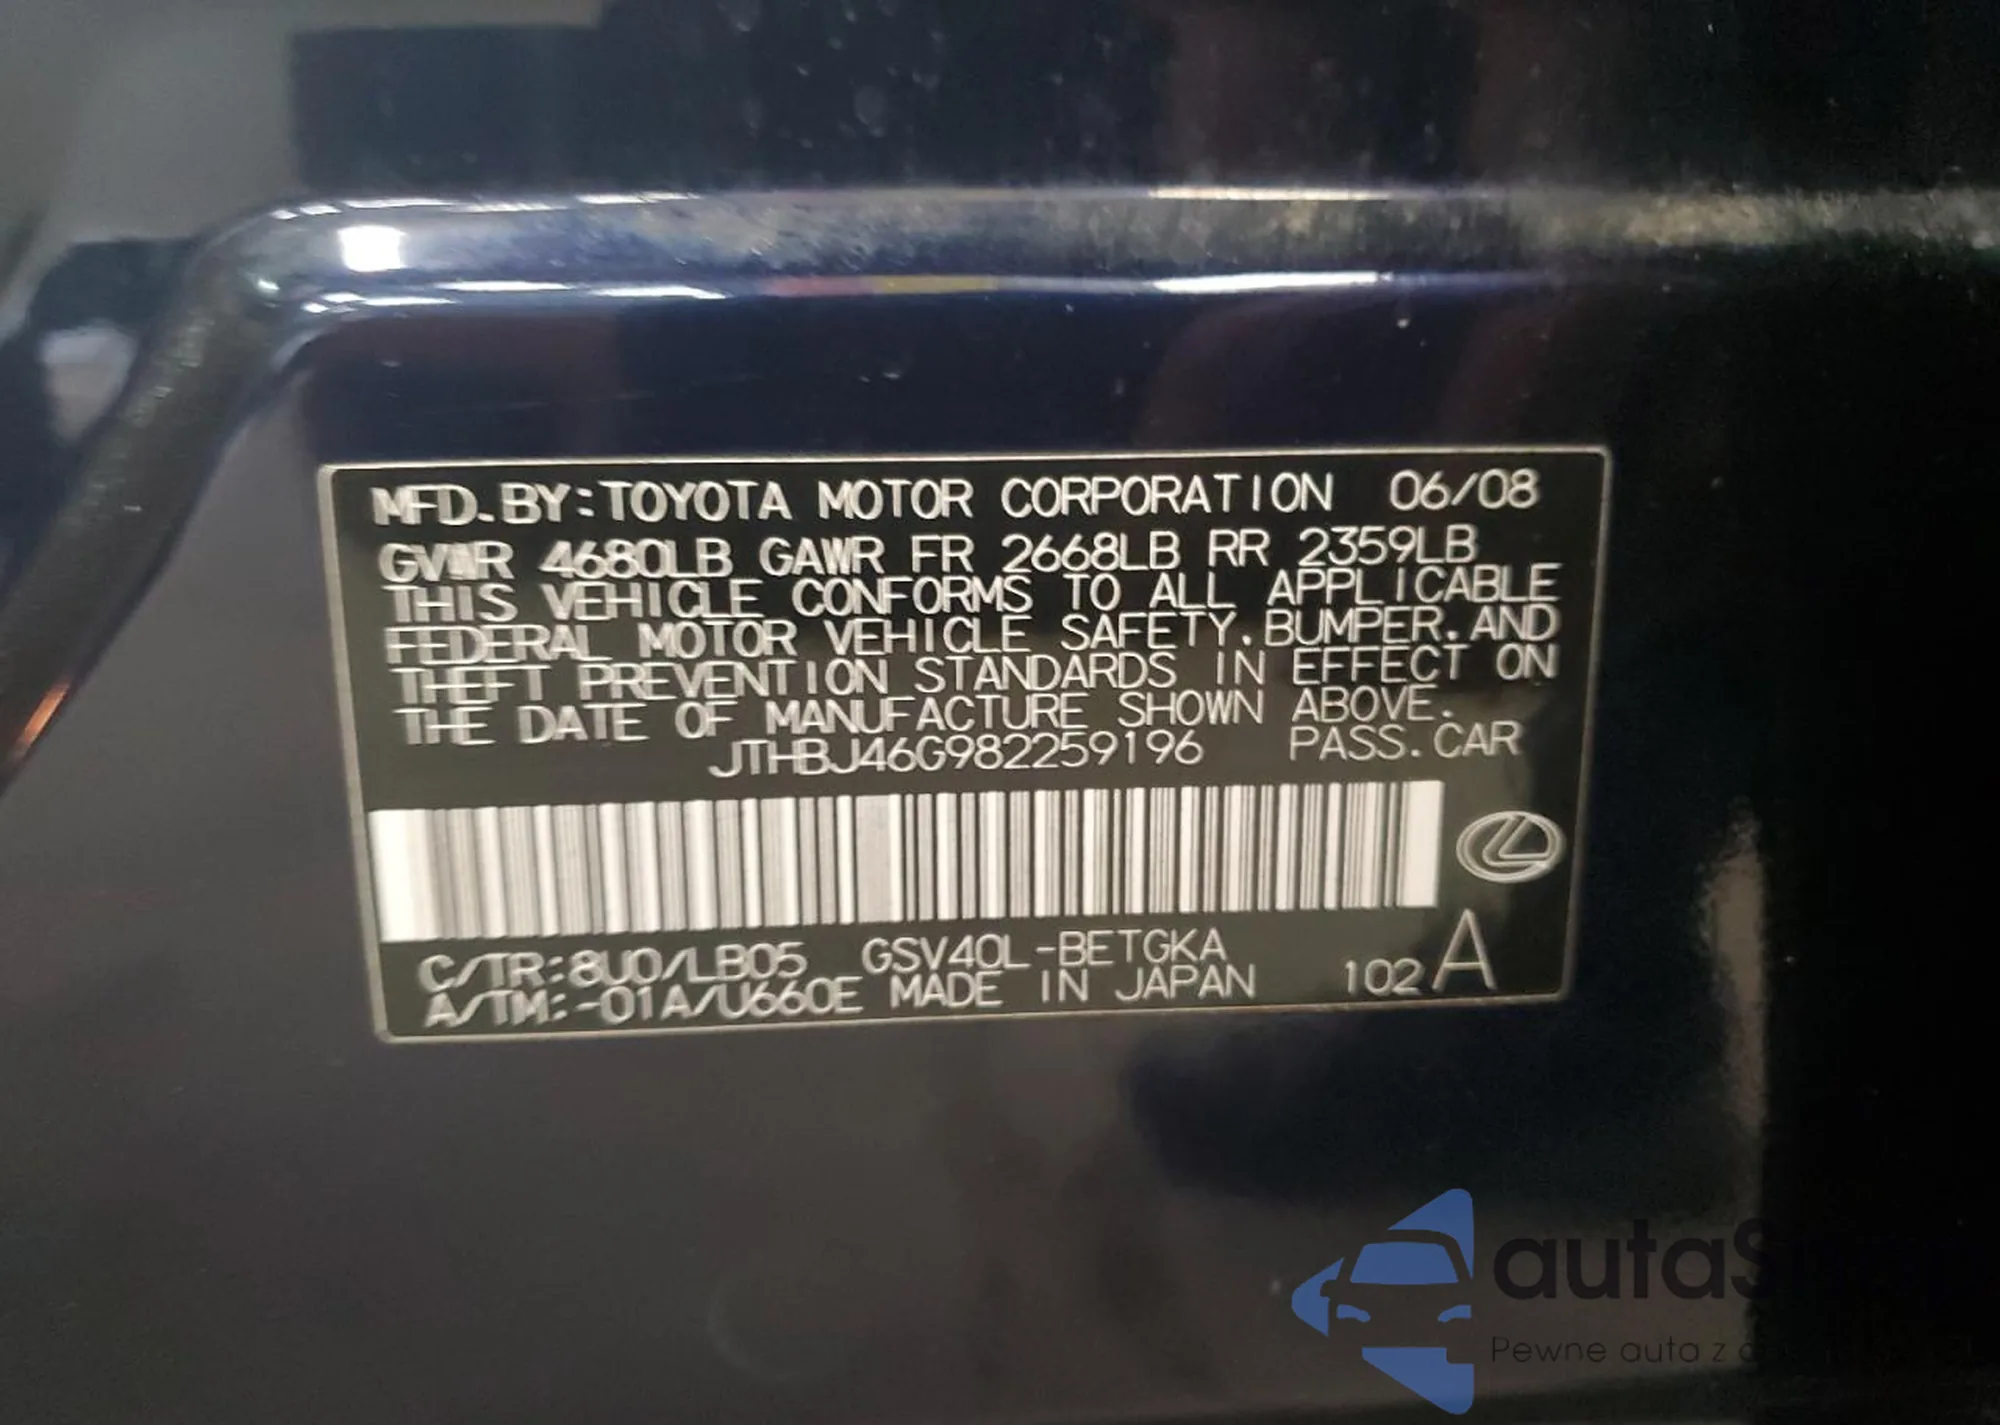 MFD. BY: TOYOTA MOTOR CORPORATION 06/08
GVWR 4680LB GAWR FR 2668LB RR 2359LB
THIS VEHICLE CONFORMS TO ALL APPLICABLE
FEDERAL MOTOR VEHICLE SAFETY. BUMPER. AND
THEFT PREVENTION STANDARDS IN EFFECT ON
THE DATE OF MANUFACTURE SHOWN ABOVE.
JTHBJ46G982259196 PASS. CAR
C/TR: 8U0/LB05 GSV40L-BETGKA
A/TM: -01A/U660E MADE IN JAPAN 102 A
Pewne auta z